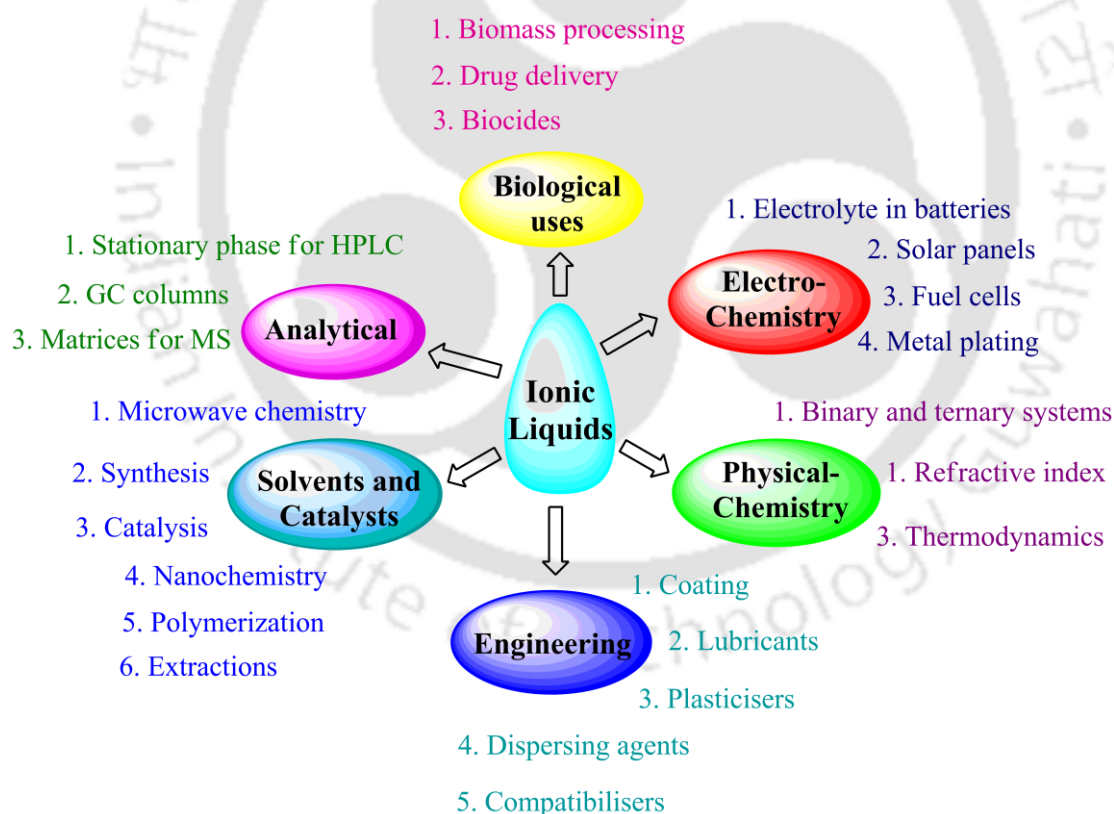 1. Biomass processing
2. Drug delivery
3. Biocides
Biological
uses
1. Electrolyte in batteries
2. Solar panels
3. Fuel cells
4. Metal plating
Electro-
Chemistry
1. Stationary phase for HPLC
2. GC columns
3. Matrices for MS
Analytical
Ionic
Liquids
1. Microwave chemistry
2. Synthesis
3. Catalysis
4. Nanochemistry
5. Polymerization
6. Extractions
Solvents and
Catalysts
1. Binary and ternary systems
1. Refractive index
3. Thermodynamics
Physical-
Chemistry
Engineering
1. Coating
2. Lubricants
3. Plasticisers
4. Dispersing agents
5. Compatibilisers